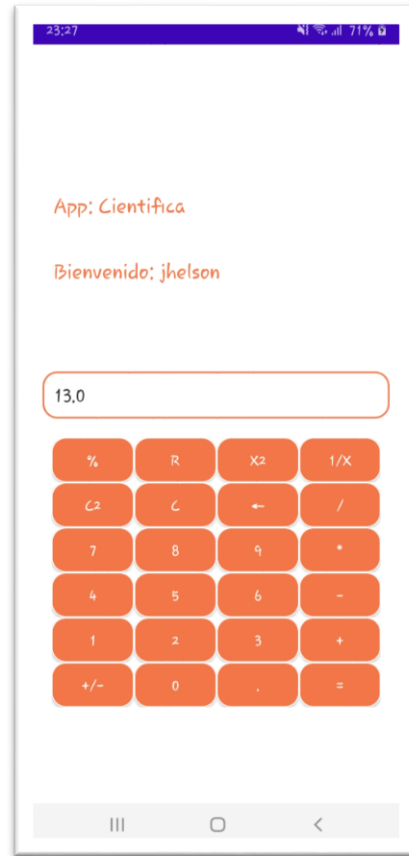 23:27 71%
App: Cientifica
Bienvenido: jhelson
13.0
% R X2 1/X
C2 C ← /
7 8 9 *
4 5 6 -
1 2 3 +
+/- 0 . =